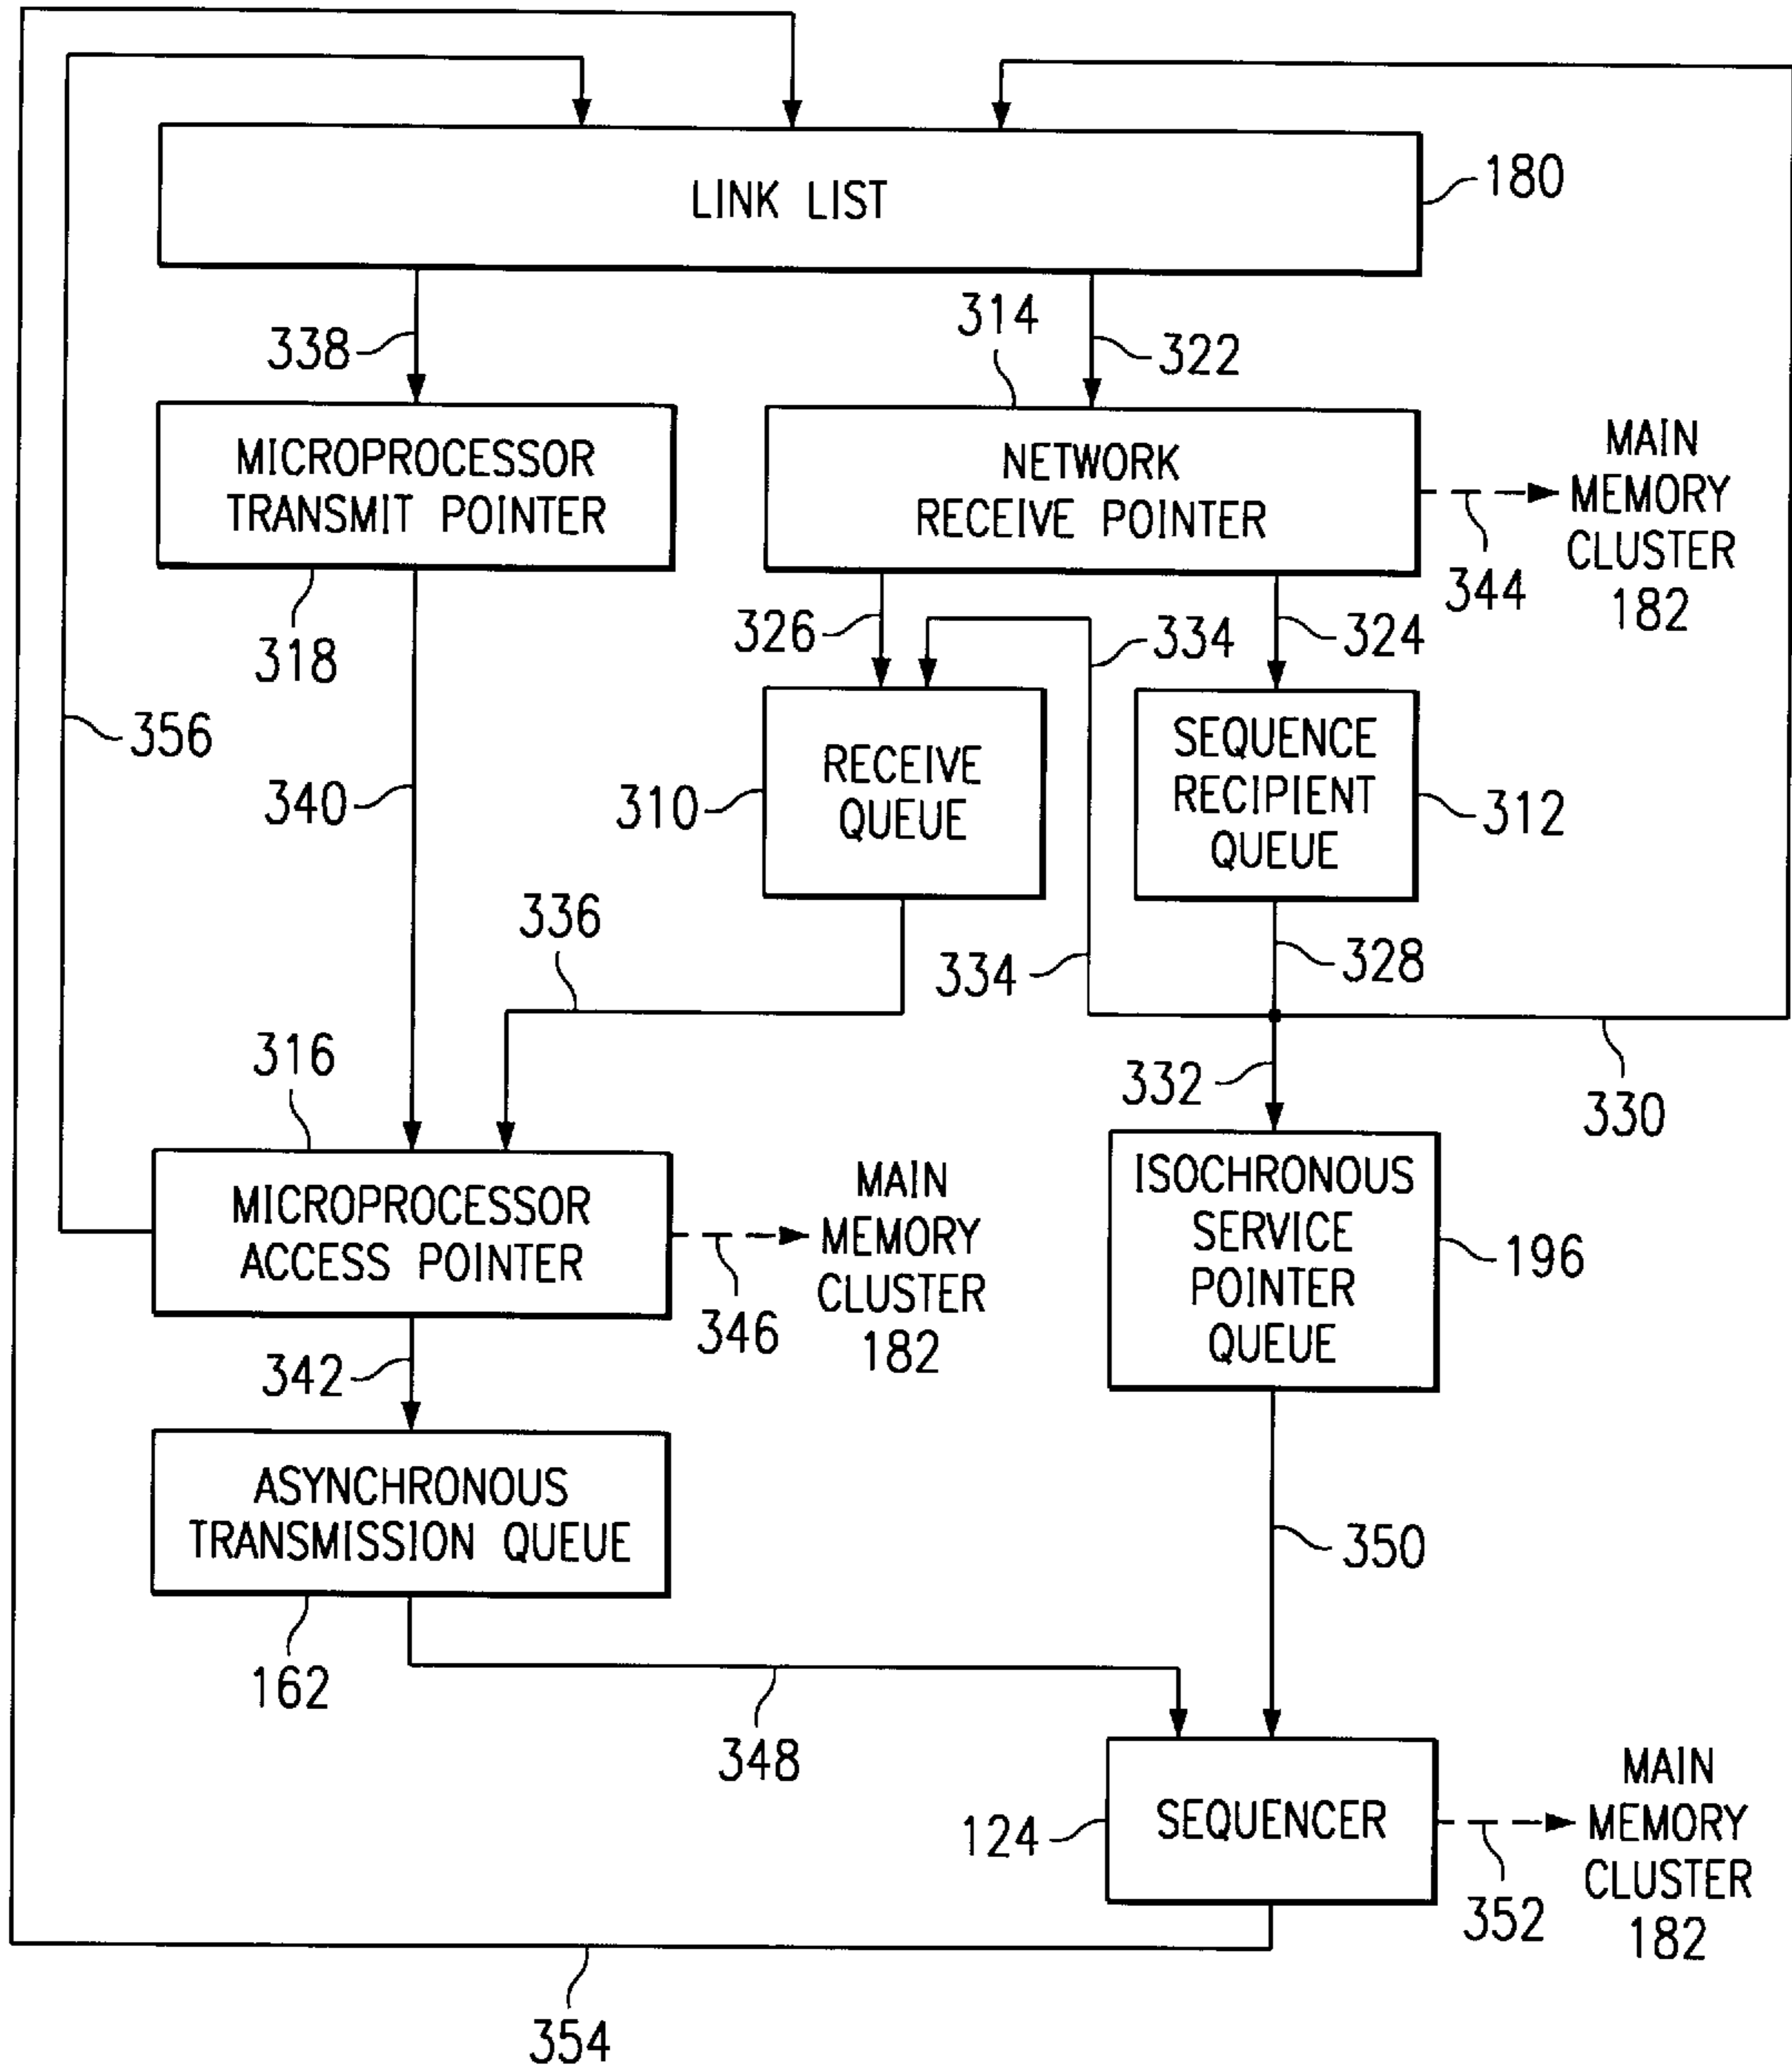 LINK LIST
180
338
314
322
MICROPROCESSOR
TRANSMIT POINTER
318
NETWORK
RECEIVE POINTER
MAIN
MEMORY
CLUSTER
182
344
326
334
324
356
340
310
RECEIVE
QUEUE
SEQUENCE
RECIPIENT
QUEUE
312
336
334
328
316
332
330
MICROPROCESSOR
ACCESS POINTER
MAIN
MEMORY
CLUSTER
182
346
ISOCHRONOUS
SERVICE
POINTER
QUEUE
196
342
ASYNCHRONOUS
TRANSMISSION QUEUE
162
350
348
124
SEQUENCER
MAIN
MEMORY
CLUSTER
182
352
354